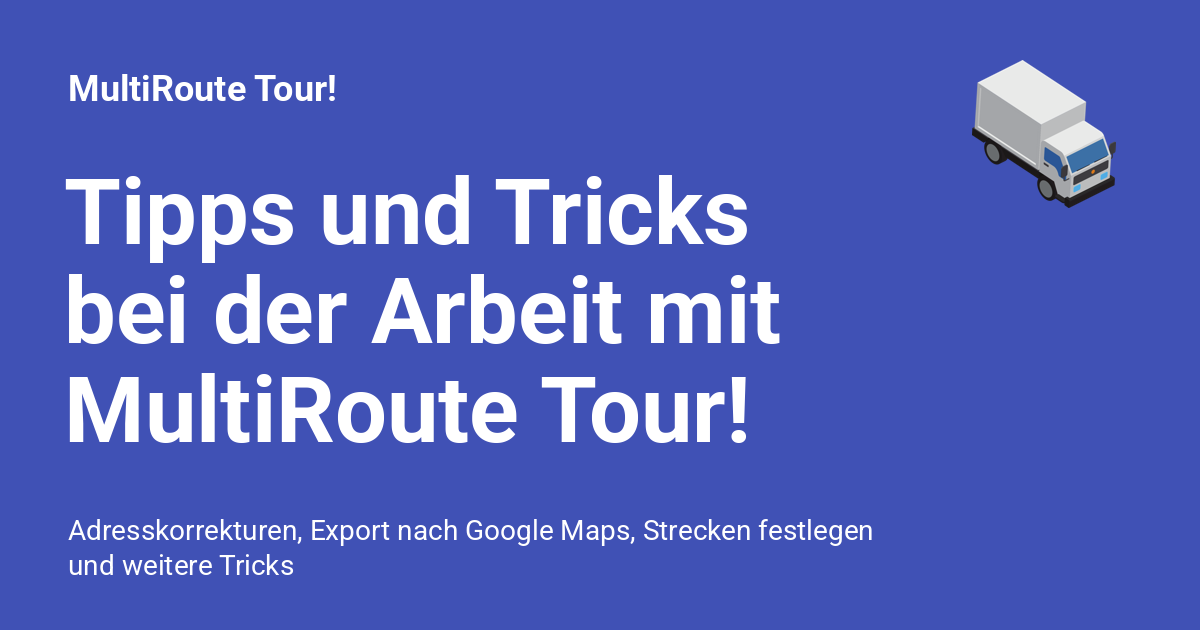 MultiRoute Tour!
Tipps und Tricks
bei der Arbeit mit
MultiRoute Tour!
Adresskorrekturen, Export nach Google Maps, Strecken festlegen
und weitere Tricks